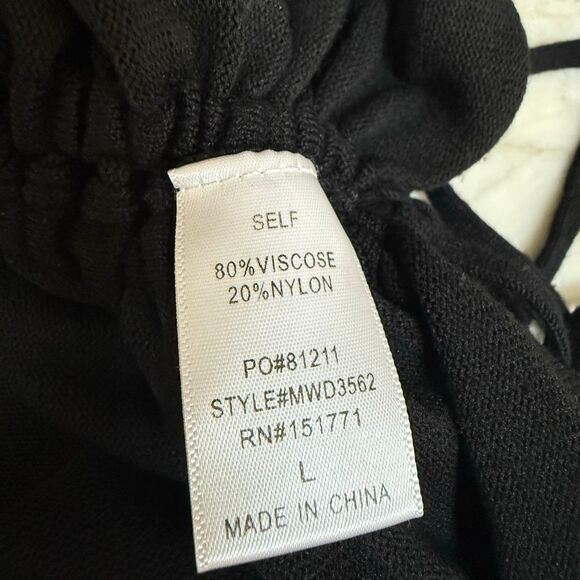 SELF
80%VISCOSE
20%NYLON
PO#81211
STYLE#MWD3562
RN#151771
L
MADE IN CHINA